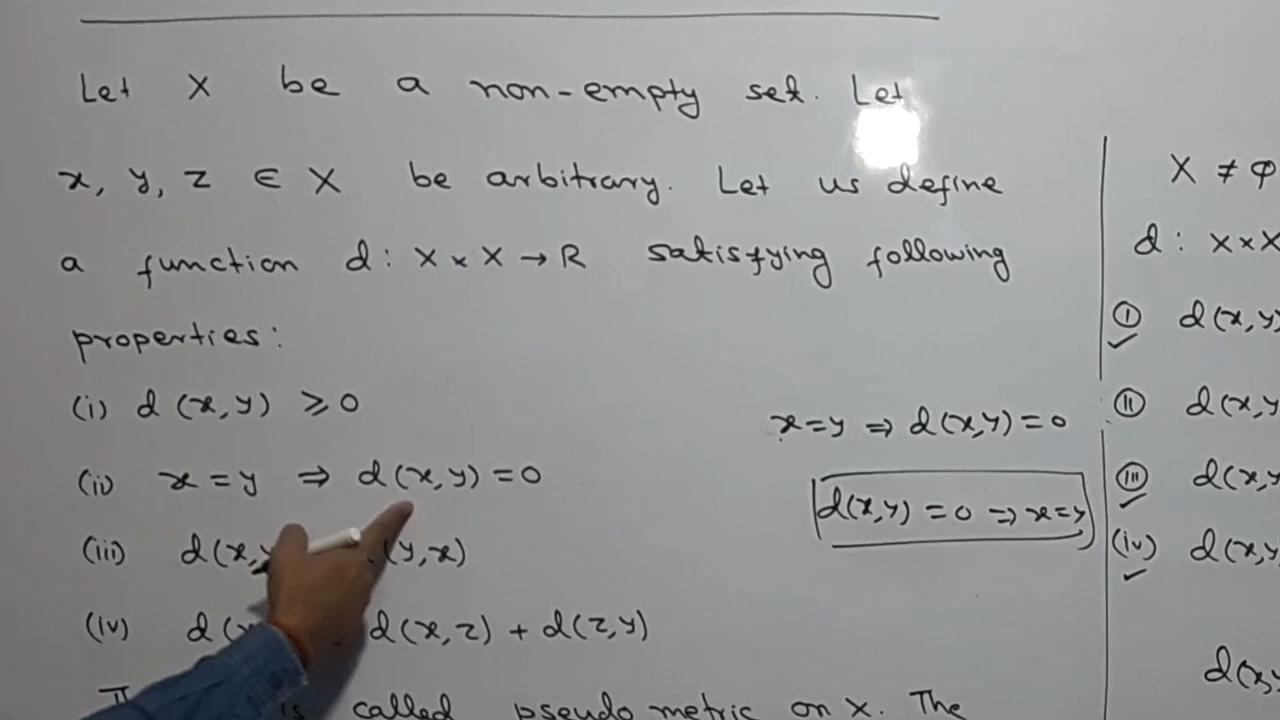 Let X be a non-empty set. Let
x, y, z ∈ X be arbitrary. Let us define
a function d : X × X → R satisfying following
properties :
(i) d (x, y) ≥ 0
(ii) x = y ⇒ d (x, y) = 0
(iii) d(x,y (y, x)
(iv) d( d(x, z) + d(z, y)
is called pseudo metric on X. The
x = y ⇒ d(x,y) = 0
d(x,y) = 0 ⇒ x=y
X ≠ φ
d : X×X
(I) d(x,y)
(II) d(x,y
(III) d(x,y
(iv) d(x,y
d(x,y